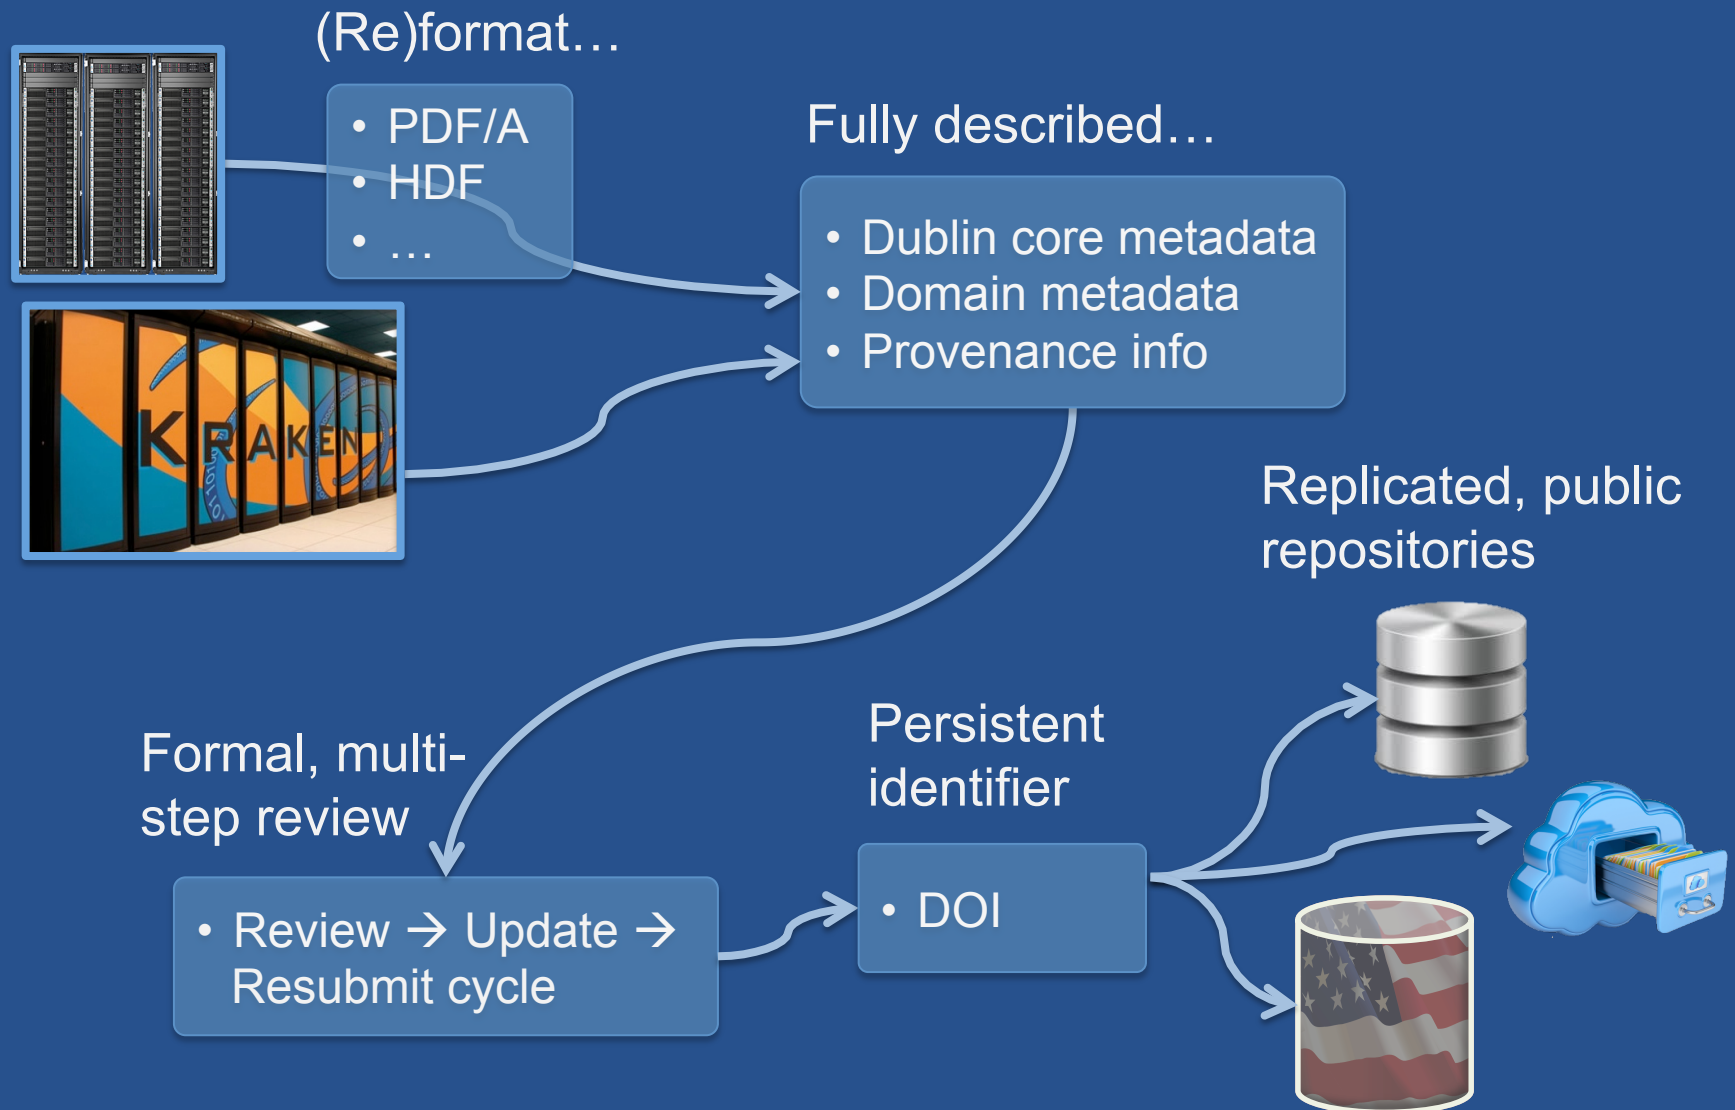 (Re)format…
• PDF/A
• HDF
• …
Fully described…
• Dublin core metadata
• Domain metadata
• Provenance info
KRAKEN
Replicated, public
repositories
Formal, multi-
step review
• Review → Update →
Resubmit cycle
Persistent
identifier
• DOI